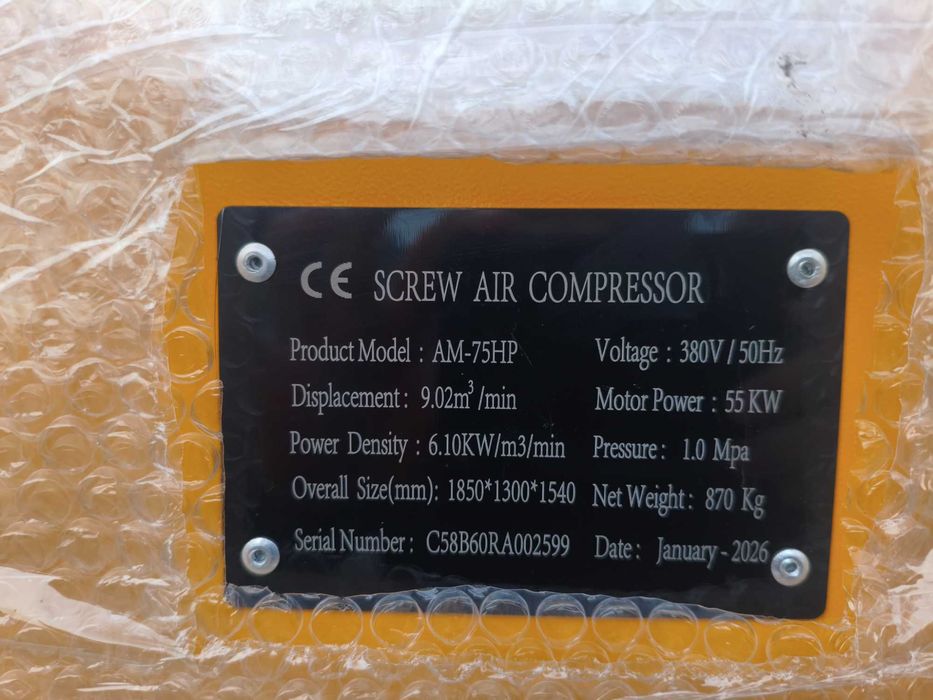 CE SCREW AIR COMPRESSOR
Product Model : AM-75HP Voltage : 380V / 50Hz
Displacement : 9.02m³/min Motor Power : 55 KW
Power Density : 6.10KW/m3/min Pressure : 1.0 Mpa
Overall Size(mm): 1850*1300*1540 Net Weight : 870 Kg
Serial Number : C58B60RA002599 Date : January - 2026